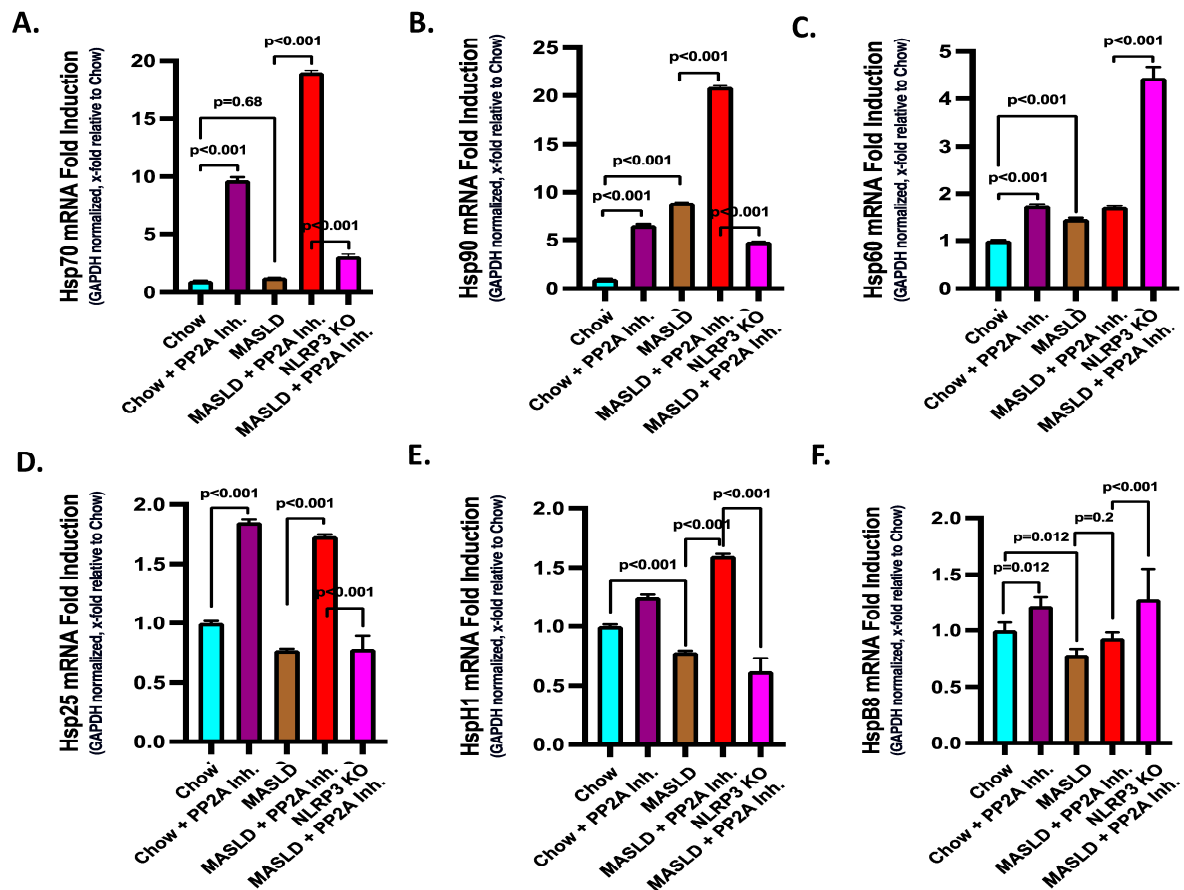 A.
Hsp70 mRNA Fold Induction
(GAPDH normalized, x-fold relative to Chow)
20
15
10
5
0
p<0.001
p=0.68
p<0.001
p<0.001
Chow
Chow + PP2A Inh.
MASLD
MASLD + PP2A Inh.
NLRP3 KO
MASLD + PP2A Inh.
B.
Hsp90 mRNA Fold Induction
(GAPDH normalized, x-fold relative to Chow)
25
20
15
10
5
0
p<0.001
p<0.001
p<0.001
p<0.001
Chow
Chow + PP2A Inh.
MASLD
MASLD + PP2A Inh.
NLRP3 KO
MASLD + PP2A Inh.
C.
Hsp60 mRNA Fold Induction
(GAPDH normalized, x-fold relative to Chow)
5
4
3
2
1
0
p<0.001
p<0.001
p<0.001
Chow
Chow + PP2A Inh.
MASLD
MASLD + PP2A Inh.
NLRP3 KO
MASLD + PP2A Inh.
D.
Hsp25 mRNA Fold Induction
(GAPDH normalized, x-fold relative to Chow)
2.0
1.5
1.0
0.5
0.0
p<0.001
p<0.001
p<0.001
Chow
Chow + PP2A Inh.
MASLD
MASLD + PP2A Inh.
NLRP3 KO
MASLD + PP2A Inh.
E.
HspH1 mRNA Fold Induction
(GAPDH normalized, x-fold relative to Chow)
2.0
1.5
1.0
0.5
0.0
p<0.001
p<0.001
p<0.001
Chow
Chow + PP2A Inh.
MASLD
MASLD + PP2A Inh.
NLRP3 KO
MASLD + PP2A Inh.
F.
HspB8 mRNA Fold Induction
(GAPDH normalized, x-fold relative to Chow)
2.0
1.5
1.0
0.5
0.0
p<0.001
p=0.2
p=0.012
p=0.012
Chow
Chow + PP2A Inh.
MASLD
MASLD + PP2A Inh.
NLRP3 KO
MASLD + PP2A Inh.